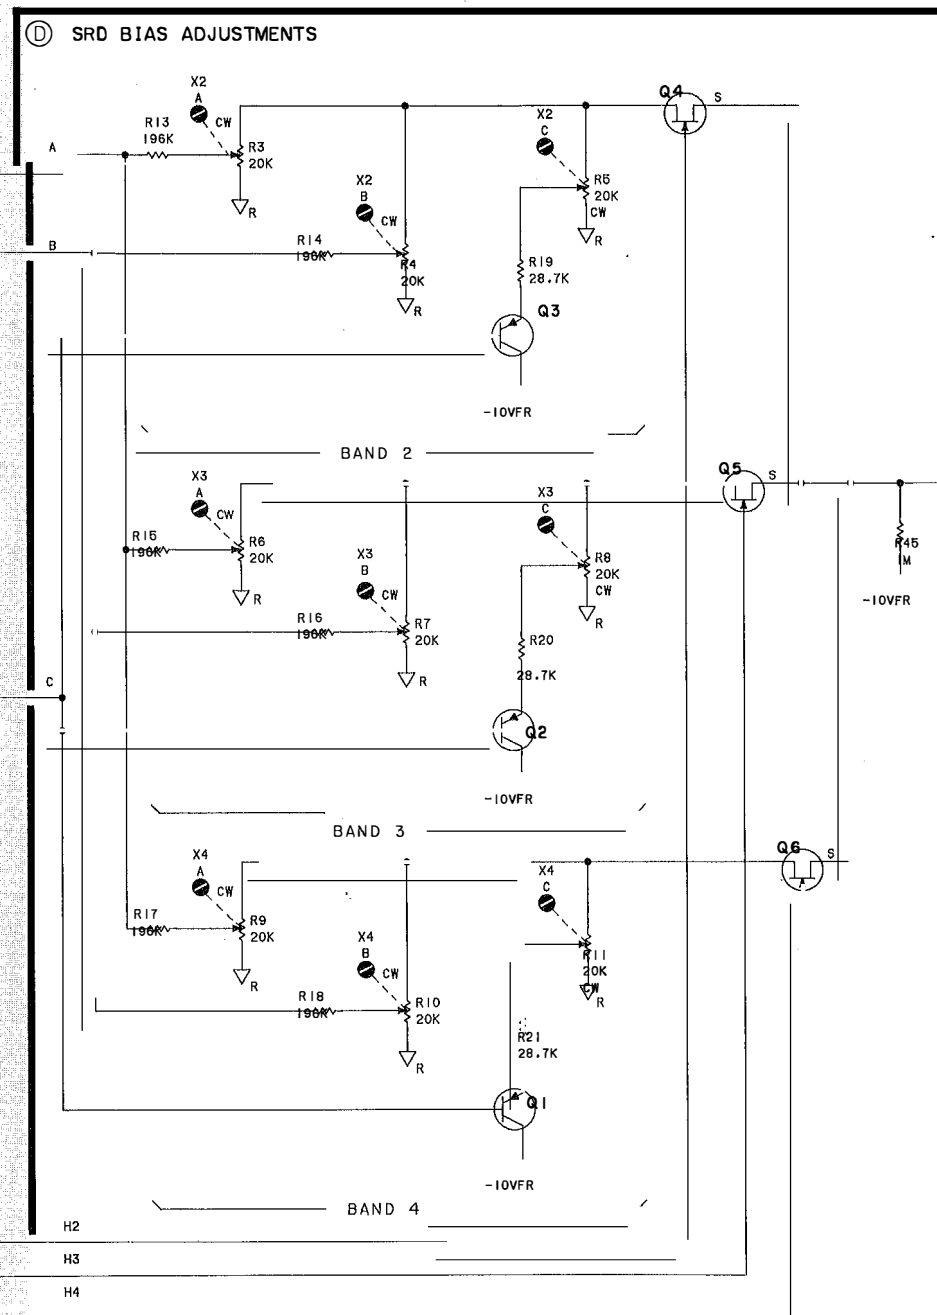 D SRD BIAS ADJUSTMENTS
X2
A
CW
R13
196K
A
R3
20K
R
X2
B
CW
B
R14
196K
R4
20K
R
X2
C
R5
20K
CW
R
R19
28.7K
Q3
-10VFR
Q4
S
BAND 2
X3
A
CW
R15
196K
R6
20K
R
X3
B
CW
R16
196K
R7
20K
R
X3
C
R8
20K
CW
R
R20
28.7K
Q2
-10VFR
Q5
S
R45
1M
-10VFR
C
BAND 3
X4
A
CW
R17
196K
R9
20K
R
X4
B
CW
R18
196K
R10
20K
R
X4
C
R11
20K
CW
R
R21
28.7K
Q1
-10VFR
Q6
S
BAND 4
H2
H3
H4